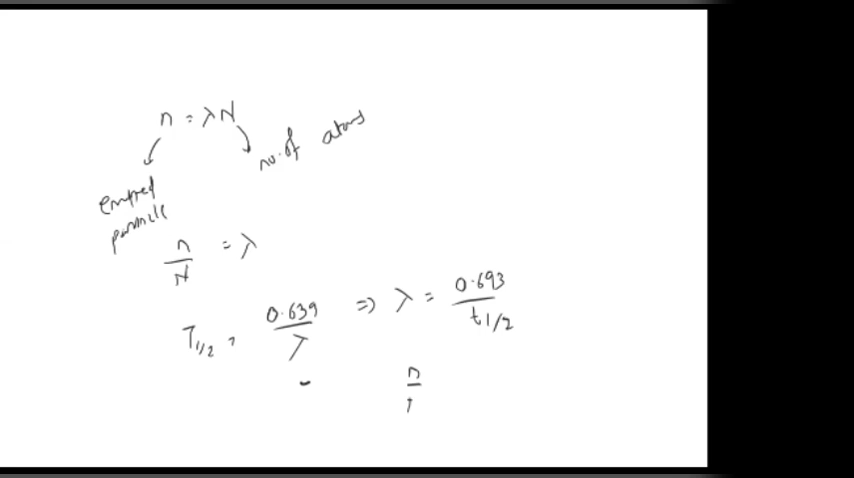 n = λN
no. of atoms
emitted
particle
n/N = λ
T1/2 = 0.639/λ => λ = 0.693/t1/2
n